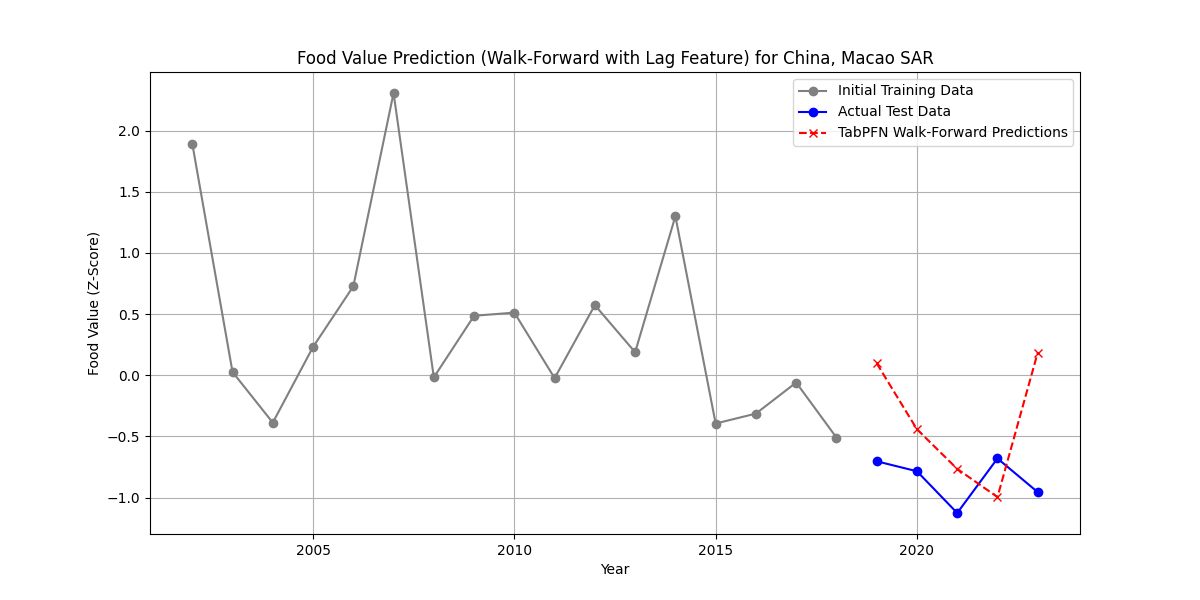 Food Value Prediction (Walk-Forward with Lag Feature) for China, Macao SAR
Initial Training Data
Actual Test Data
TabPFN Walk-Forward Predictions
Food Value (Z-Score)
2.0
1.5
1.0
0.5
0.0
−0.5
−1.0
2005
2010
2015
2020
Year